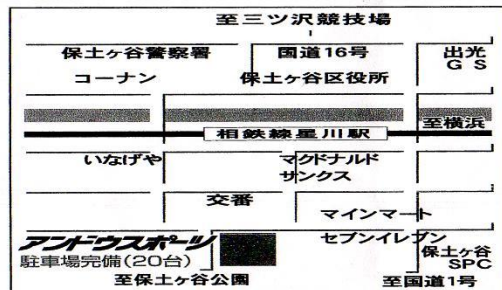 至三ツ沢競技場
保土ヶ谷警察署 国道16号 出光
GS
コーナン 保土ヶ谷区役所
至横浜
相鉄線星川駅
いなげや マクドナルド
サンクス
交番
マインマート
アンドウスポーツ セブンイレブン
保土ヶ谷
SPC
駐車場完備(20台)
至保土ヶ谷公園 至国道1号